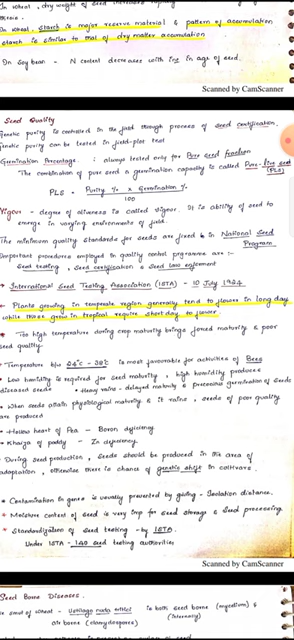 In wheat, dry weight of seed increases
In wheat, starch is major reserve material & pattern of accumulation
starch is similar to that of dry matter accumulation
In Soybean - N content decreases with ing in age of seed.
Scanned by CamScanner
Seed Quality
Genetic purity is controlled in the field through process of seed certification.
Genetic purity can be tested in field-plot test
Germination Percentage : always tested only for Pure seed fraction
The combination of pure seed & germination capacity is called Pure-live seed
(PLS)
PLS = Purity % x Germination %
100
Vigour - degree of aliveness is called vigour. It is ability of seed to
emerge in varying environments of field.
The minimum quality standards for seeds are fixed in National Seed
Program
Important procedures employed in quality control programme are :-
Seed testing, Seed certification & Seed law enforcement
→ International Seed Testing Association (ISTA) - 10 July 1924
- Plants growing in temperate region generally tend to flower in long day
while those grown in tropical require short day to flower.
Too high temperature during crop maturity brings forced maturity & poor
seed quality.
Temperature b/w 24°C - 38°C is most favourable for activities of Bees
Low humidity is required for seed maturity, high humidity produces
diseased seed • Heavy rains - delayed maturity & precocious germination of seeds
• When seeds attain physiological maturity & it rains, seeds of poor quality
are produced
• Hollow heart of Pea - Boron deficiency
• Khaira of paddy - Zn deficiency
• During seed production, seeds should be produced in the area of
adaptation, otherwise there is chance of genetic shift in cultivars.
• Contamination in genes is usually prevented by giving - Isolation distance.
• Moisture content of seed is very imp for seed storage & seed processing
• Standardization of seed testing - by ISTA.
Under ISTA - 140 seed testing authorities
Scanned by CamScanner
Seed Borne Diseases.
smut of wheat - Ustilago nuda tritici is both seed borne (mycelium) &
air borne (clamydospores) (internally)